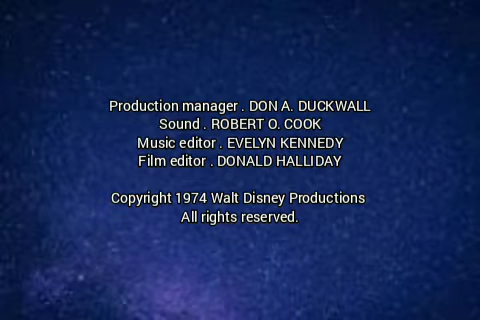 Production manager . DON A. DUCKWALL
Sound . ROBERT O. COOK
Music editor . EVELYN KENNEDY
Film editor . DONALD HALLIDAY
Copyright 1974 Walt Disney Productions
All rights reserved.